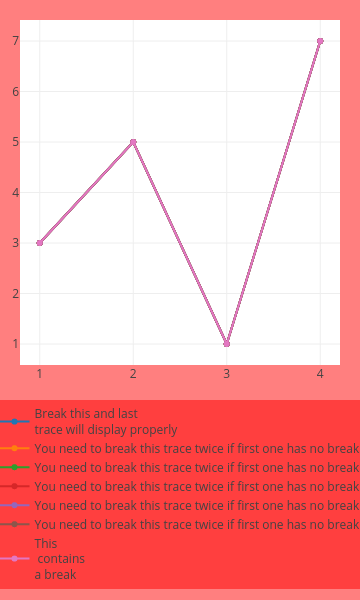 7
6
5
4
3
2
1
1 2 3 4
Break this and last
trace will display properly
You need to break this trace twice if first one has no break
You need to break this trace twice if first one has no break
You need to break this trace twice if first one has no break
You need to break this trace twice if first one has no break
You need to break this trace twice if first one has no break
This
contains
a break